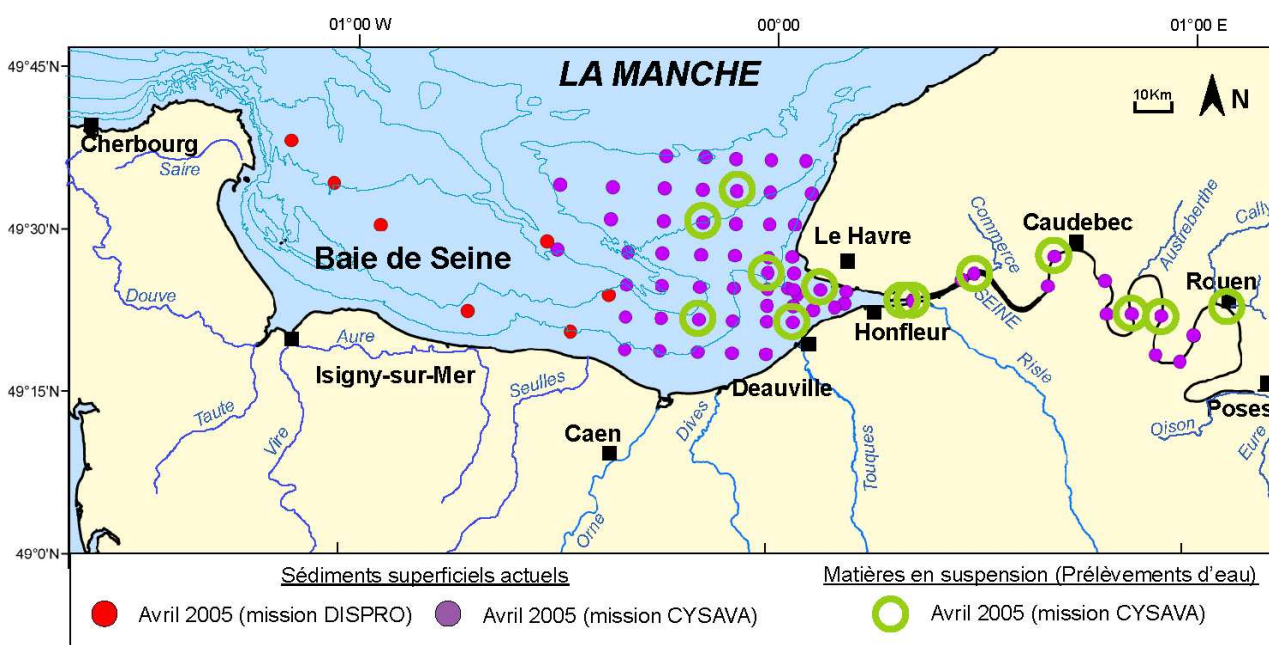 01°00 W
00°00'
01°00 E
49°45'N
LA MANCHE
10Km
N
Cherbourg
Saire
49°30'N
Baie de Seine
Le Havre
Commerce
Caudebec
Austreberthe
Cally
Rouen
SEINE
Douve
Honfleur
Aure
Isigny-sur-Mer
Seulles
Deauville
Risle
49°15'N
Taute
Vire
Caen
Dives
Touques
Oison
Poses
Eure
Orne
49°0'N
Sédiments superficiels actuels
Matières en suspension (Prélèvements d'eau)
Avril 2005 (mission DISPRO)
Avril 2005 (mission CYSAVA)
Avril 2005 (mission CYSAVA)